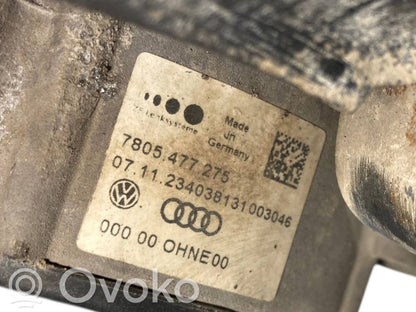 Made
in
Germany
7805.477.275
07.11.234038131003046
000 00 OHNE00
Ovoko